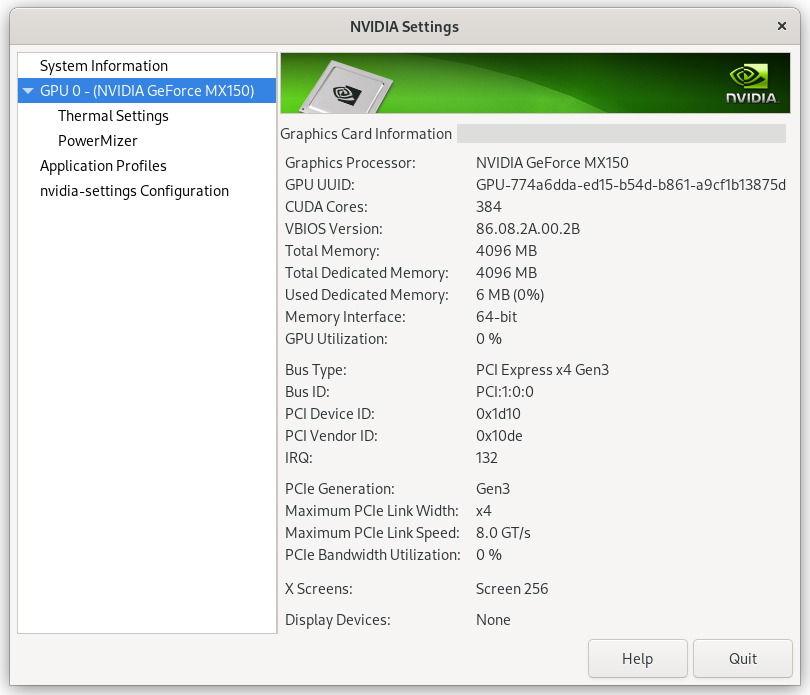 NVIDIA Settings
System Information
GPU 0 - (NVIDIA GeForce MX150)
Thermal Settings
PowerMizer
Application Profiles
nvidia-settings Configuration
NVIDIA.
Graphics Card Information
Graphics Processor: NVIDIA GeForce MX150
GPU UUID: GPU-774a6dda-ed15-b54d-b861-a9cf1b13875d
CUDA Cores: 384
VBIOS Version: 86.08.2A.00.2B
Total Memory: 4096 MB
Total Dedicated Memory: 4096 MB
Used Dedicated Memory: 6 MB (0%)
Memory Interface: 64-bit
GPU Utilization: 0 %
Bus Type: PCI Express x4 Gen3
Bus ID: PCI:1:0:0
PCI Device ID: 0x1d10
PCI Vendor ID: 0x10de
IRQ: 132
PCIe Generation: Gen3
Maximum PCIe Link Width: x4
Maximum PCIe Link Speed: 8.0 GT/s
PCIe Bandwidth Utilization: 0 %
X Screens: Screen 256
Display Devices: None
Help Quit